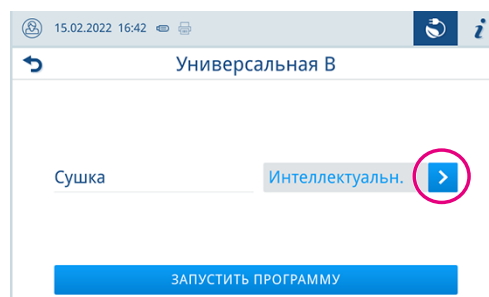 15.02.2022 16:42
i
Универсальная В
Сушка
Интеллектуальн.
ЗАПУСТИТЬ ПРОГРАММУ